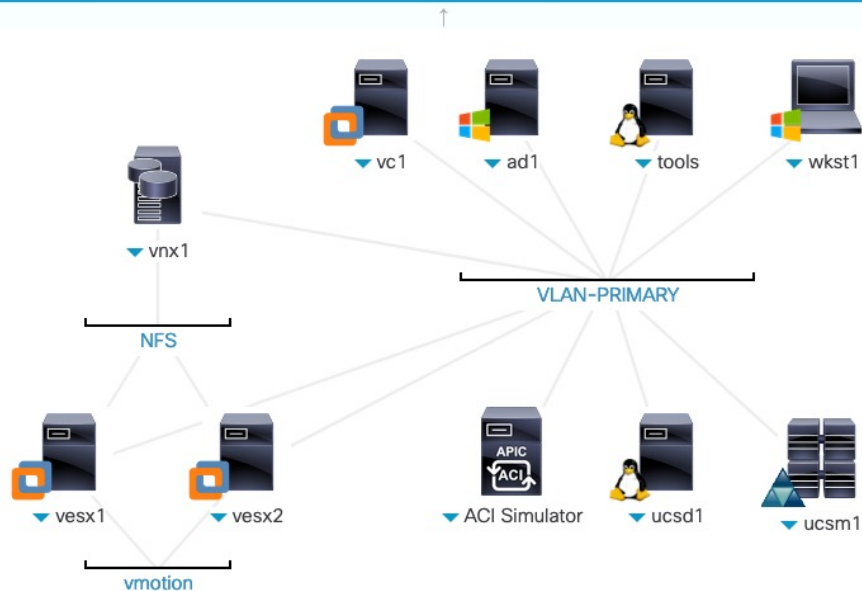 vc1
ad1
tools
wkst1
vnx1
VLAN-PRIMARY
NFS
APIC
ACI
vesx1
vesx2
ACI Simulator
ucsd1
ucsm1
vmotion